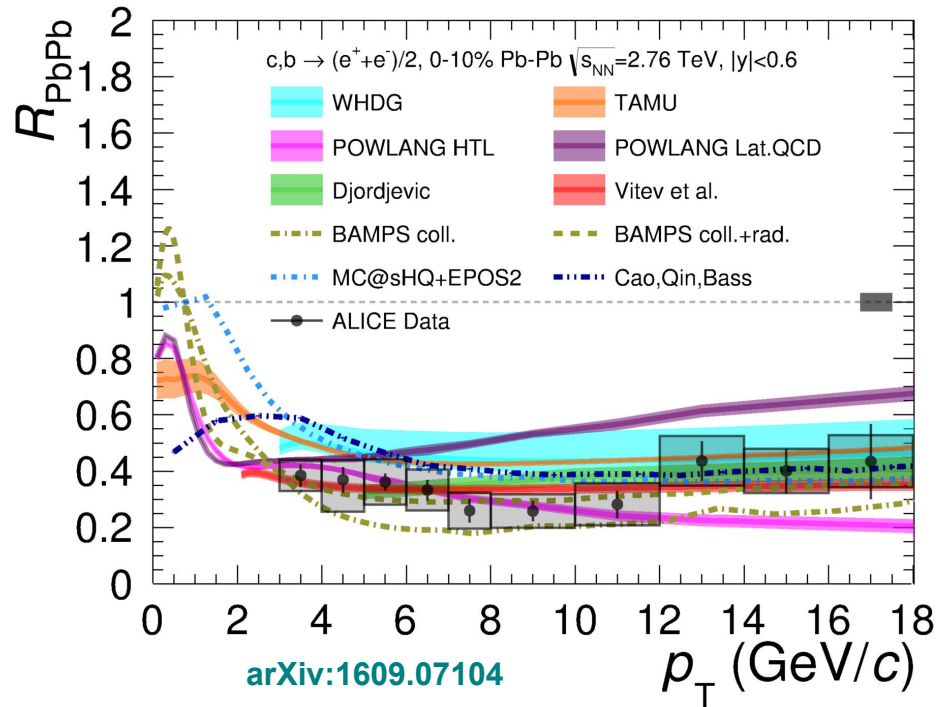 R_PbPb
c,b → (e⁺+e⁻)/2, 0-10% Pb-Pb √s_NN=2.76 TeV, |y|<0.6
WHDG TAMU
POWLANG HTL POWLANG Lat.QCD
Djordjevic Vitev et al.
BAMPS coll. BAMPS coll.+rad.
MC@sHQ+EPOS2 Cao,Qin,Bass
ALICE Data
2
1.8
1.6
1.4
1.2
1
0.8
0.6
0.4
0.2
0
0 2 4 6 8 10 12 14 16 18
p_T (GeV/c)
arXiv:1609.07104